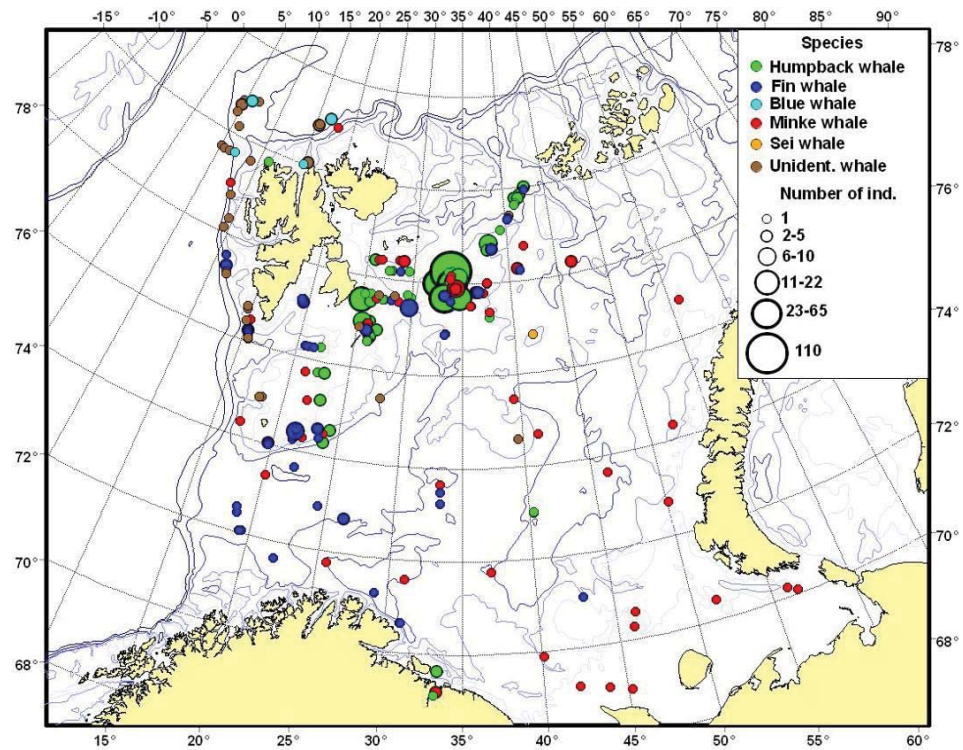 -15° -10° -5° 0° 5° 10° 15° 20° 25° 30° 35° 40° 45° 50° 55° 60° 65° 70° 75° 80° 85° 90°
78° 78°
76° 76°
74° 74°
72° 72°
70° 70°
68° 68°
Species
Humpback whale
Fin whale
Blue whale
Minke whale
Sei whale
Unident. whale
Number of ind.
1
2-5
6-10
11-22
23-65
110
15° 20° 25° 30° 35° 40° 45° 50° 55° 60°